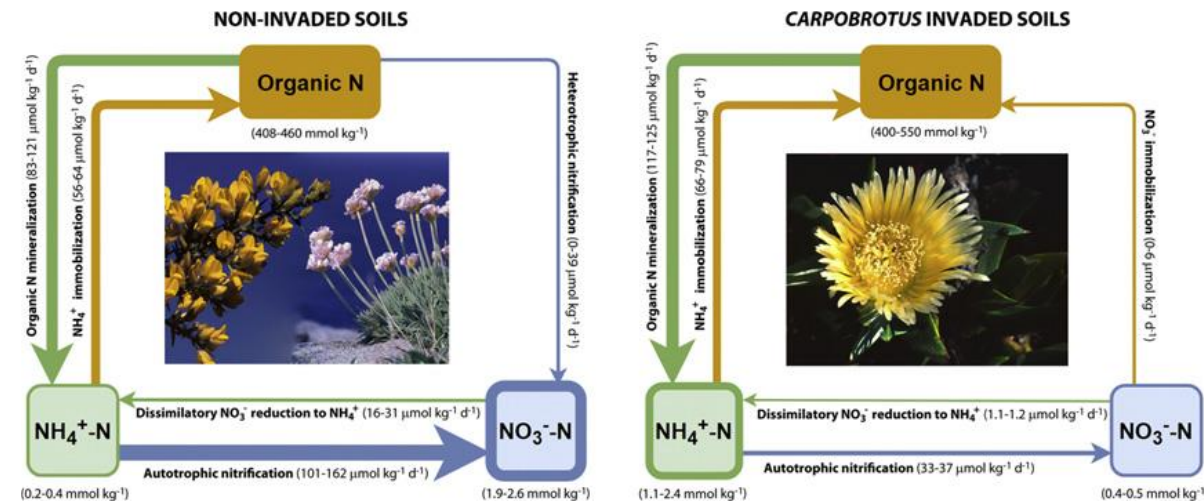 NON-INVADED SOILS
Organic N
(408-460 mmol kg⁻¹)
Organic N mineralization (83-121 µmol kg⁻¹ d⁻¹)
NH₄⁺ immobilization (56-64 µmol kg⁻¹ d⁻¹)
Heterotrophic nitrification (0-39 µmol kg⁻¹ d⁻¹)
Dissimilatory NO₃⁻ reduction to NH₄⁺ (16-31 µmol kg⁻¹ d⁻¹)
NH₄⁺-N
NO₃⁻-N
Autotrophic nitrification (101-162 µmol kg⁻¹ d⁻¹)
(0.2-0.4 mmol kg⁻¹)
(1.9-2.6 mmol kg⁻¹)
CARPOBROTUS INVADED SOILS
Organic N
(400-550 mmol kg⁻¹)
Organic N mineralization (117-125 µmol kg⁻¹ d⁻¹)
NH₄⁺ immobilization (66-79 µmol kg⁻¹ d⁻¹)
NO₃⁻ immobilization (0-6 µmol kg⁻¹ d⁻¹)
Dissimilatory NO₃⁻ reduction to NH₄⁺ (1.1-1.2 µmol kg⁻¹ d⁻¹)
NH₄⁺-N
NO₃⁻-N
Autotrophic nitrification (33-37 µmol kg⁻¹ d⁻¹)
(1.1-2.4 mmol kg⁻¹)
(0.4-0.5 mmol kg⁻¹)